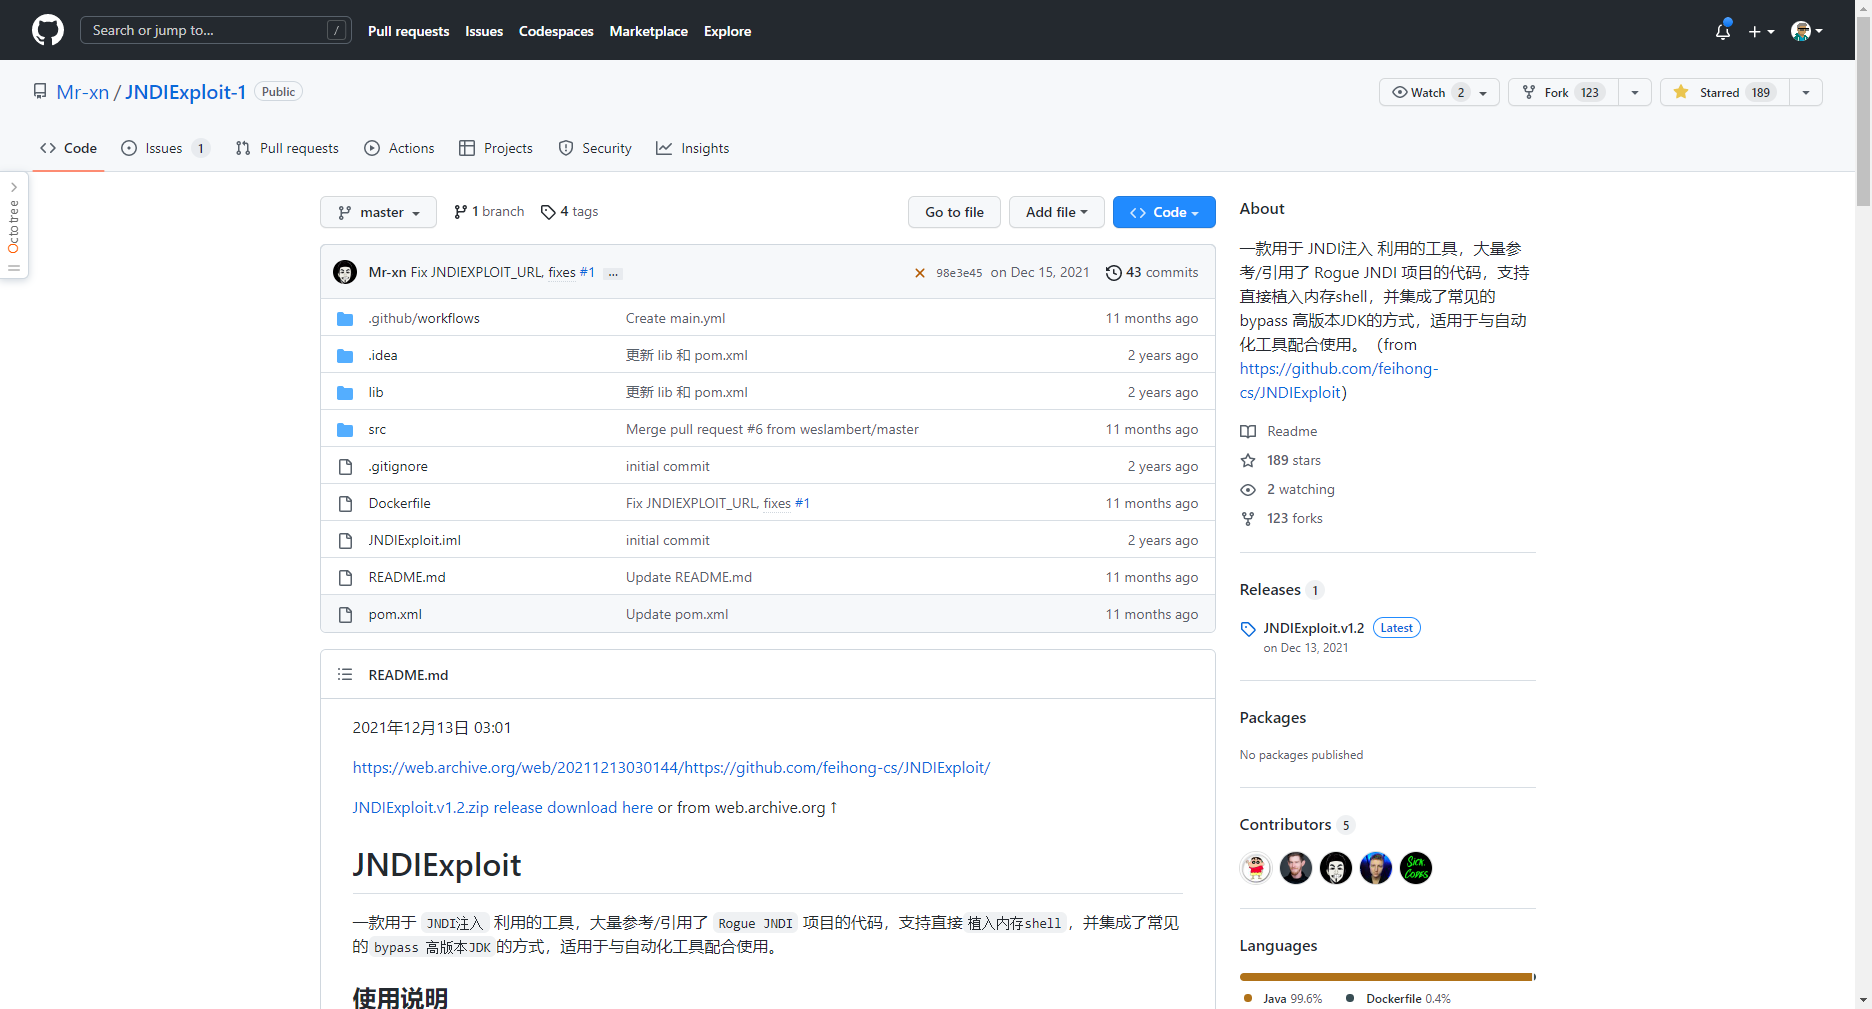 Search or jump to... /
Pull requests Issues Codespaces Marketplace Explore
Mr-xn / JNDIExploit-1 Public
Watch 2 Fork 123 Starred 189
Code Issues 1 Pull requests Actions Projects Security Insights
Octotree
master 1 branch 4 tags Go to file Add file Code
Mr-xn Fix JNDIEXPLOIT_URL, fixes #1 ... 98e3e45 on Dec 15, 2021 43 commits
.github/workflows Create main.yml 11 months ago
.idea 更新 lib 和 pom.xml 2 years ago
lib 更新 lib 和 pom.xml 2 years ago
src Merge pull request #6 from weslambert/master 11 months ago
.gitignore initial commit 2 years ago
Dockerfile Fix JNDIEXPLOIT_URL, fixes #1 11 months ago
JNDIExploit.iml initial commit 2 years ago
README.md Update README.md 11 months ago
pom.xml Update pom.xml 11 months ago
README.md
2021年12月13日 03:01
https://web.archive.org/web/20211213030144/https://github.com/feihong-cs/JNDIExploit/
JNDIExploit.v1.2.zip release download here or from web.archive.org ↑
JNDIExploit
一款用于 JNDI注入 利用的工具，大量参考/引用了 Rogue JNDI 项目的代码，支持直接 植入内存shell，并集成了常见
的 bypass 高版本JDK 的方式，适用于与自动化工具配合使用。
使用说明
About
一款用于 JNDI注入 利用的工具，大量参
考/引用了 Rogue JNDI 项目的代码，支持
直接植入内存shell，并集成了常见的
bypass 高版本JDK的方式，适用于与自动
化工具配合使用。 （from
https://github.com/feihong-
cs/JNDIExploit）
Readme
189 stars
2 watching
123 forks
Releases 1
JNDIExploit.v1.2 Latest
on Dec 13, 2021
Packages
No packages published
Contributors 5
SICK.
CODES
Languages
Java 99.6% Dockerfile 0.4%